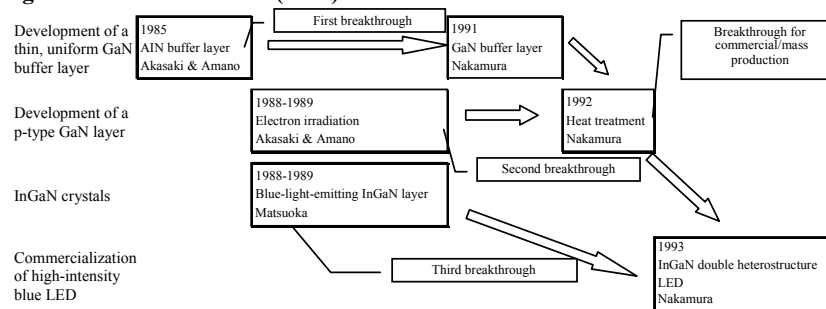 First breakthrough
Development of a
thin, uniform GaN
buffer layer
1985
AIN buffer layer
Akasaki & Amano
1991
GaN buffer layer
Nakamura
Breakthrough for
commercial/mass
production
Development of a
p-type GaN layer
1988-1989
Electron irradiation
Akasaki & Amano
1992
Heat treatment
Nakamura
Second breakthrough
InGaN crystals
1988-1989
Blue-light-emitting InGaN layer
Matsuoka
Commercialization
of high-intensity
blue LED
Third breakthrough
1993
InGaN double heterostructure
LED
Nakamura